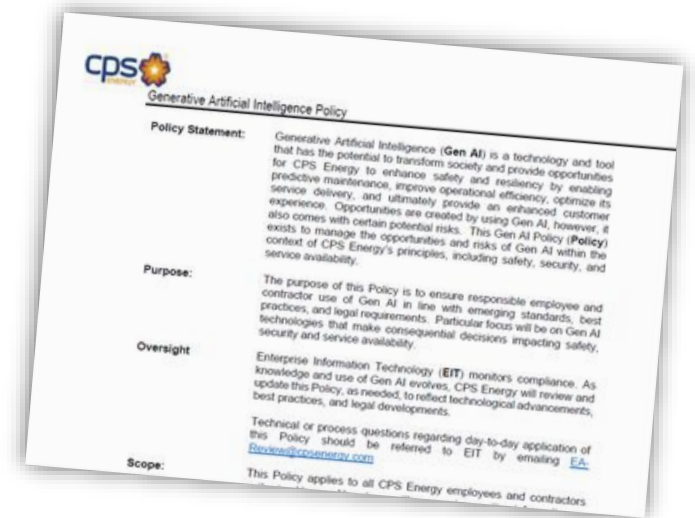 cps
ENERGY
Generative Artificial Intelligence Policy
Policy Statement:
Generative Artificial Intelligence (Gen AI) is a technology and tool
that has the potential to transform society and provide opportunities
for CPS Energy to enhance safety and resiliency by enabling
predictive maintenance, improve operational efficiency, optimize its
service delivery, and ultimately provide an enhanced customer
experience. Opportunities are created by using Gen AI, however, it
also comes with certain potential risks. This Gen AI Policy (Policy)
exists to manage the opportunities and risks of Gen AI within the
context of CPS Energy's principles, including safety, security, and
service availability.
Purpose:
The purpose of this Policy is to ensure responsible employee and
contractor use of Gen AI in line with emerging standards, best
practices, and legal requirements. Particular focus will be on Gen AI
technologies that make consequential decisions impacting safety,
security and service availability.
Oversight
Enterprise Information Technology (EIT) monitors compliance. As
knowledge and use of Gen AI evolves, CPS Energy will review and
update this Policy, as needed, to reflect technological advancements,
best practices, and legal developments.
Technical or process questions regarding day-to-day application of
this Policy should be referred to EIT by emailing EA-
Review@cpsenergy.com
Scope:
This Policy applies to all CPS Energy employees and contractors